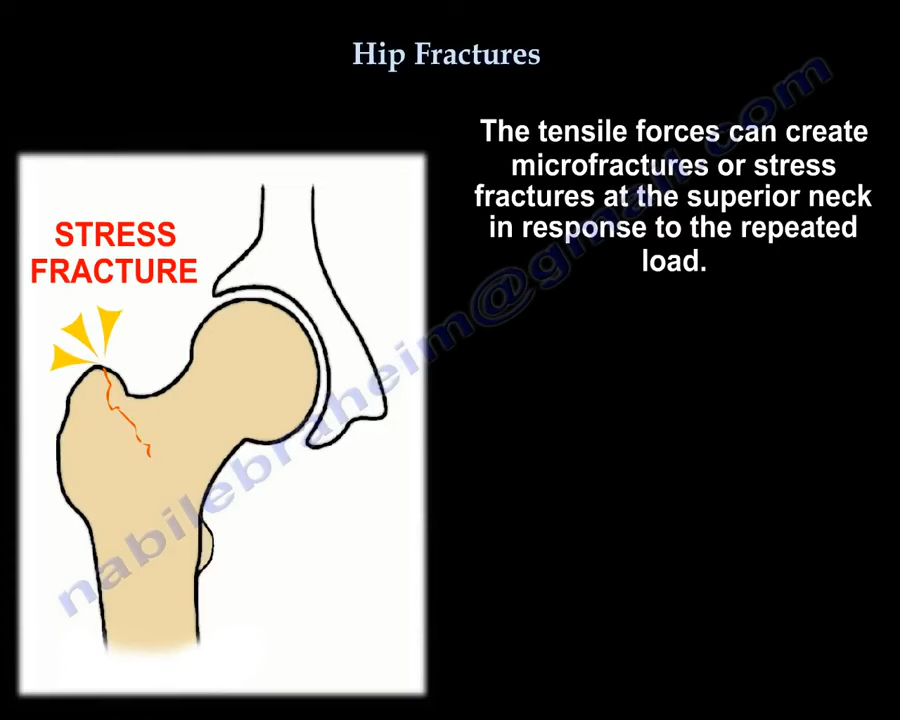 Hip Fractures
The tensile forces can create
microfractures or stress
fractures at the superior neck
in response to the repeated
load.
STRESS
FRACTURE
nabilebraheim@gmail.com